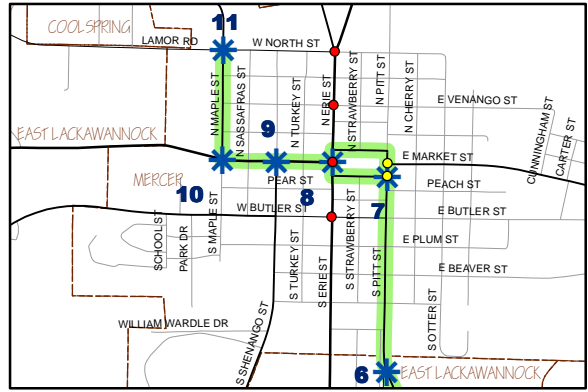 COOLSPRING
11
LAMOR RD
W NORTH ST
N MAPLE ST
N SASSAFRAS ST
N TURKEY ST
ERIE ST
N STRAWBERRY ST
N PITT ST
N CHERRY ST
E VENANGO ST
CUNNINGHAM ST
CARTER ST
EAST LACKAWANNOCK
9
E MARKET ST
MERCER
PEAR ST
PEACH ST
10
8
7
W BUTLER ST
E BUTLER ST
SCHOOL ST
PARK DR
S MAPLE ST
S TURKEY ST
S ERIE ST
S STRAWBERRY ST
S PITT ST
E PLUM ST
E BEAVER ST
S OTTER ST
WILLIAM WARDLE DR
S SHENANGO ST
6
EAST LACKAWANNOCK